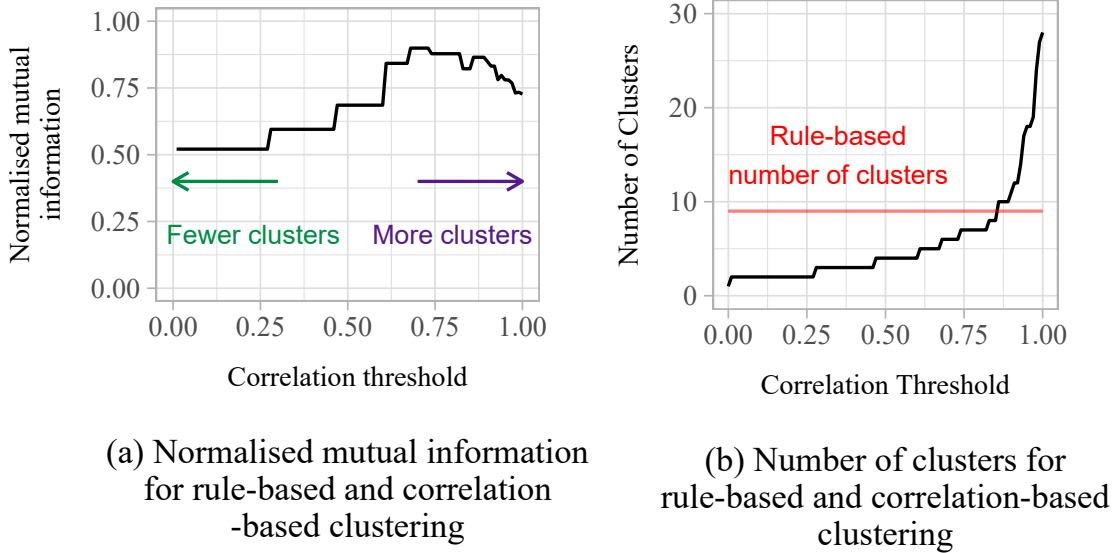 Normalised mutual
information
1.00
0.75
0.50
0.25
0.00
Fewer clusters
More clusters
0.00 0.25 0.50 0.75 1.00
Correlation threshold
(a) Normalised mutual information
for rule-based and correlation
-based clustering
Number of Clusters
30
20
10
0
Rule-based
number of clusters
0.00 0.25 0.50 0.75 1.00
Correlation Threshold
(b) Number of clusters for
rule-based and correlation-based
clustering